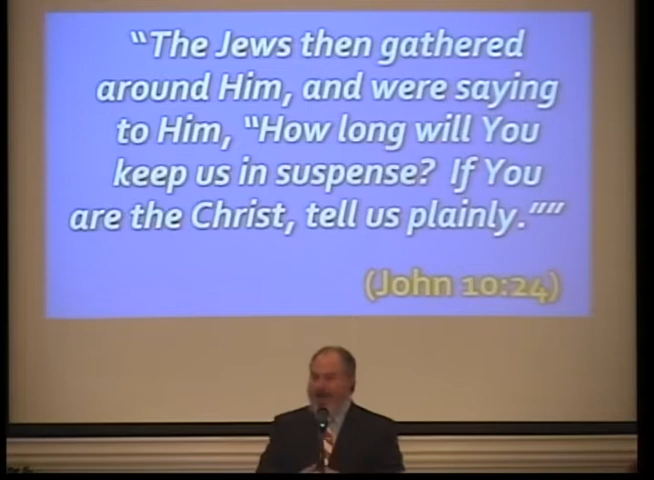 “The Jews then gathered
around Him, and were saying
to Him, “How long will You
keep us in suspense? If You
are the Christ, tell us plainly.””
(John 10:24)